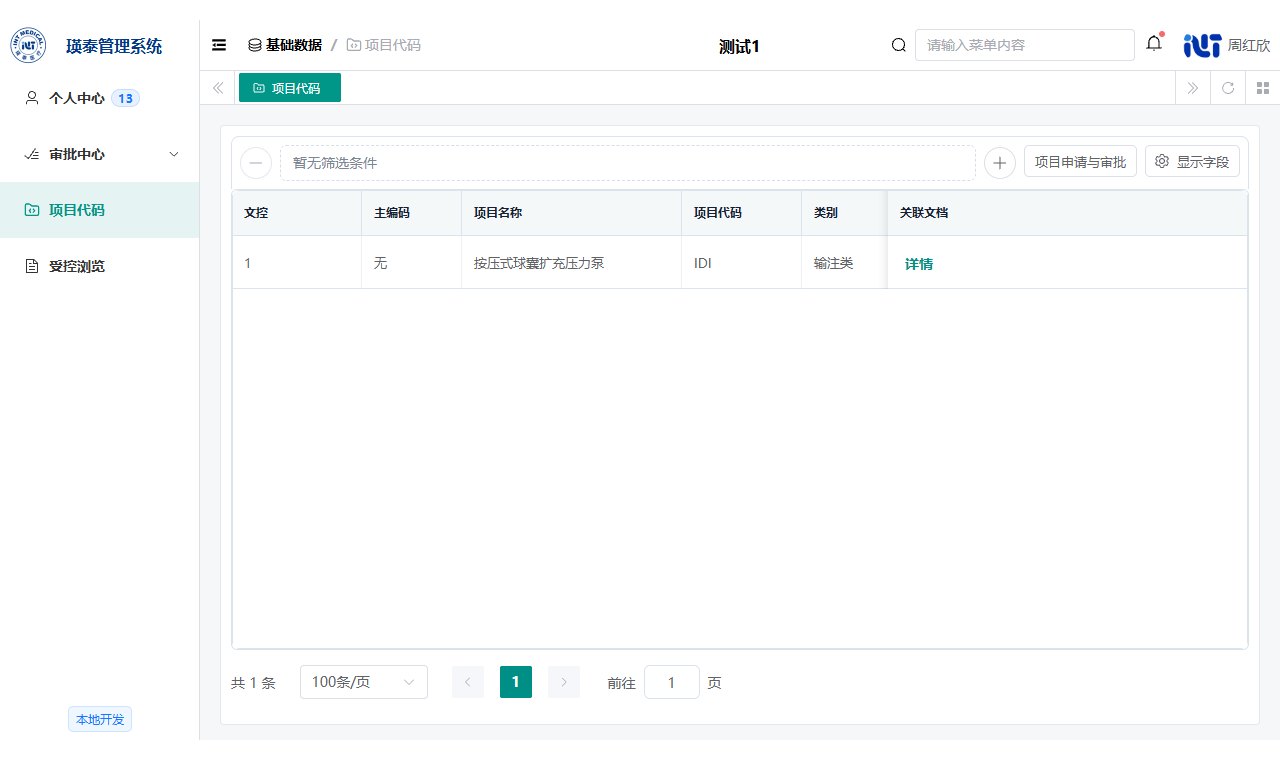 INT MEDICAL
瑛泰管理系统
基础数据 / 项目代码
测试1
请输入菜单内容
INT
周红欣
个人中心 13
审批中心
项目代码
受控浏览
本地开发
项目代码
暂无筛选条件
项目申请与审批
显示字段
文控 主编码 项目名称 项目代码 类别 关联文档
1 无 按压式球囊扩充压力泵 IDI 输注类 详情
共 1 条 100条/页 1 前往 1 页